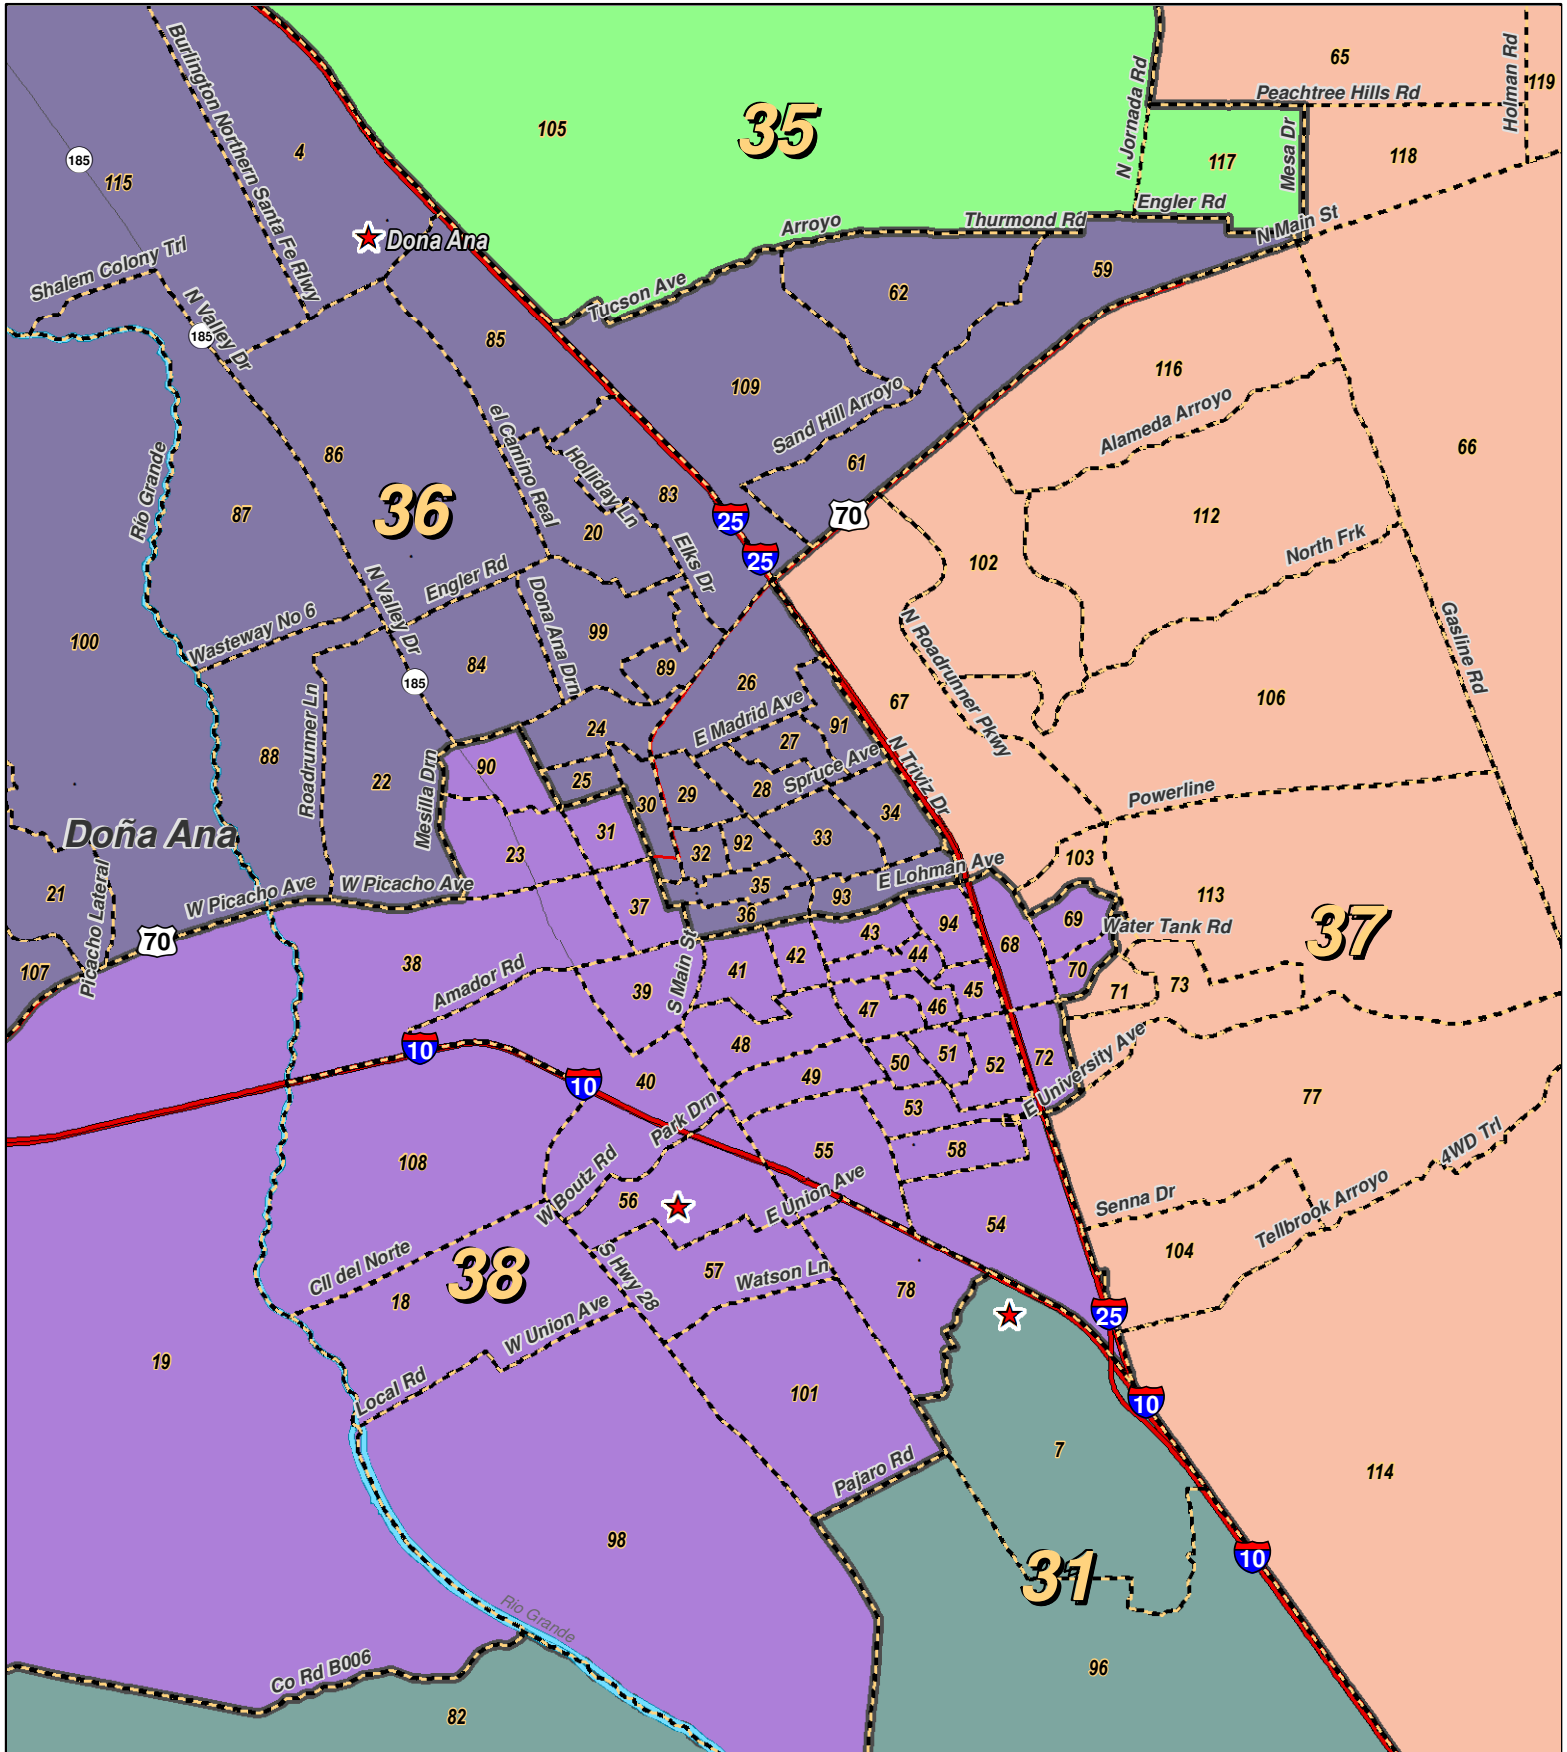 65
Holman Rd
119
Burlington Northern Santa Fe Rlwy
N Jornada Rd
Peachtree Hills Rd
105
35
4
185
115
117
Mesa Dr
118
Engler Rd
Dona Ana
Arroyo
Thurmond Rd
N Main St
Shalem Colony Trl
59
N Valley Dr
185
Tucson Ave
62
85
116
109
Sand Hill Arroyo
Alameda Arroyo
el Camino Real
66
86
Holliday Ln
61
Rio Grande
87
36
83
25
70
112
20
25
102
North Frk
Elks Dr
N Valley Dr
Engler Rd
Dona Ana Drn
Wasteway No 6
N Roadrunner Pkwy
Gasline Rd
100
99
84
89
185
26
67
106
Roadrunner Ln
E Madrid Ave
91
24
27
N Triviz Dr
88
22
Mesilla Drn
90
25
28
Spruce Ave
29
30
Powerline
34
Doña Ana
31
33
92
32
23
103
E Lohman Ave
21
Picacho Lateral
W Picacho Ave
W Picacho Ave
35
93
113
37
36
69
Water Tank Rd
37
94
43
68
70
107
38
Amador Rd
S Main St
42
44
41
70
73
39
45
71
46
47
10
48
50
51
52
72
E University Ave
10
40
49
77
Park Drn
53
4WD Trl
108
55
58
W Boutz Rd
56
E Union Ave
Senna Dr
Tellbrook Arroyo
54
Cll del Norte
38
S Hwy 28
57
Watson Ln
104
78
18
W Union Ave
25
19
Local Rd
101
10
7
114
Pajaro Rd
98
31
10
Rio Grande
Co Rd B006
96
82